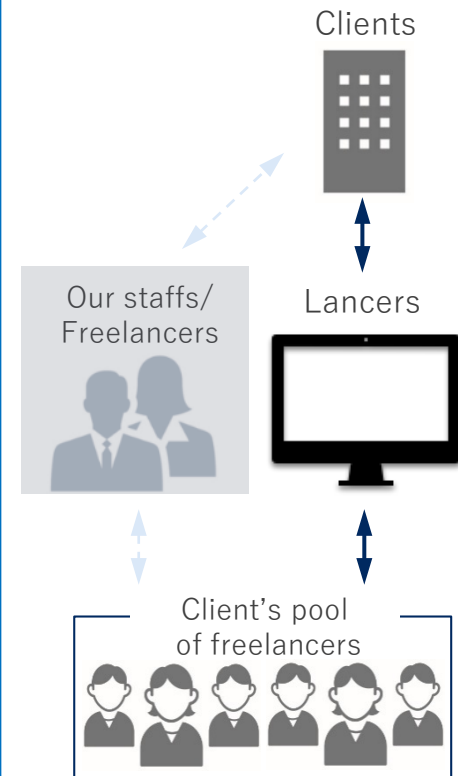 Clients
Our staffs/
Freelancers
Lancers
Client’s pool
of freelancers